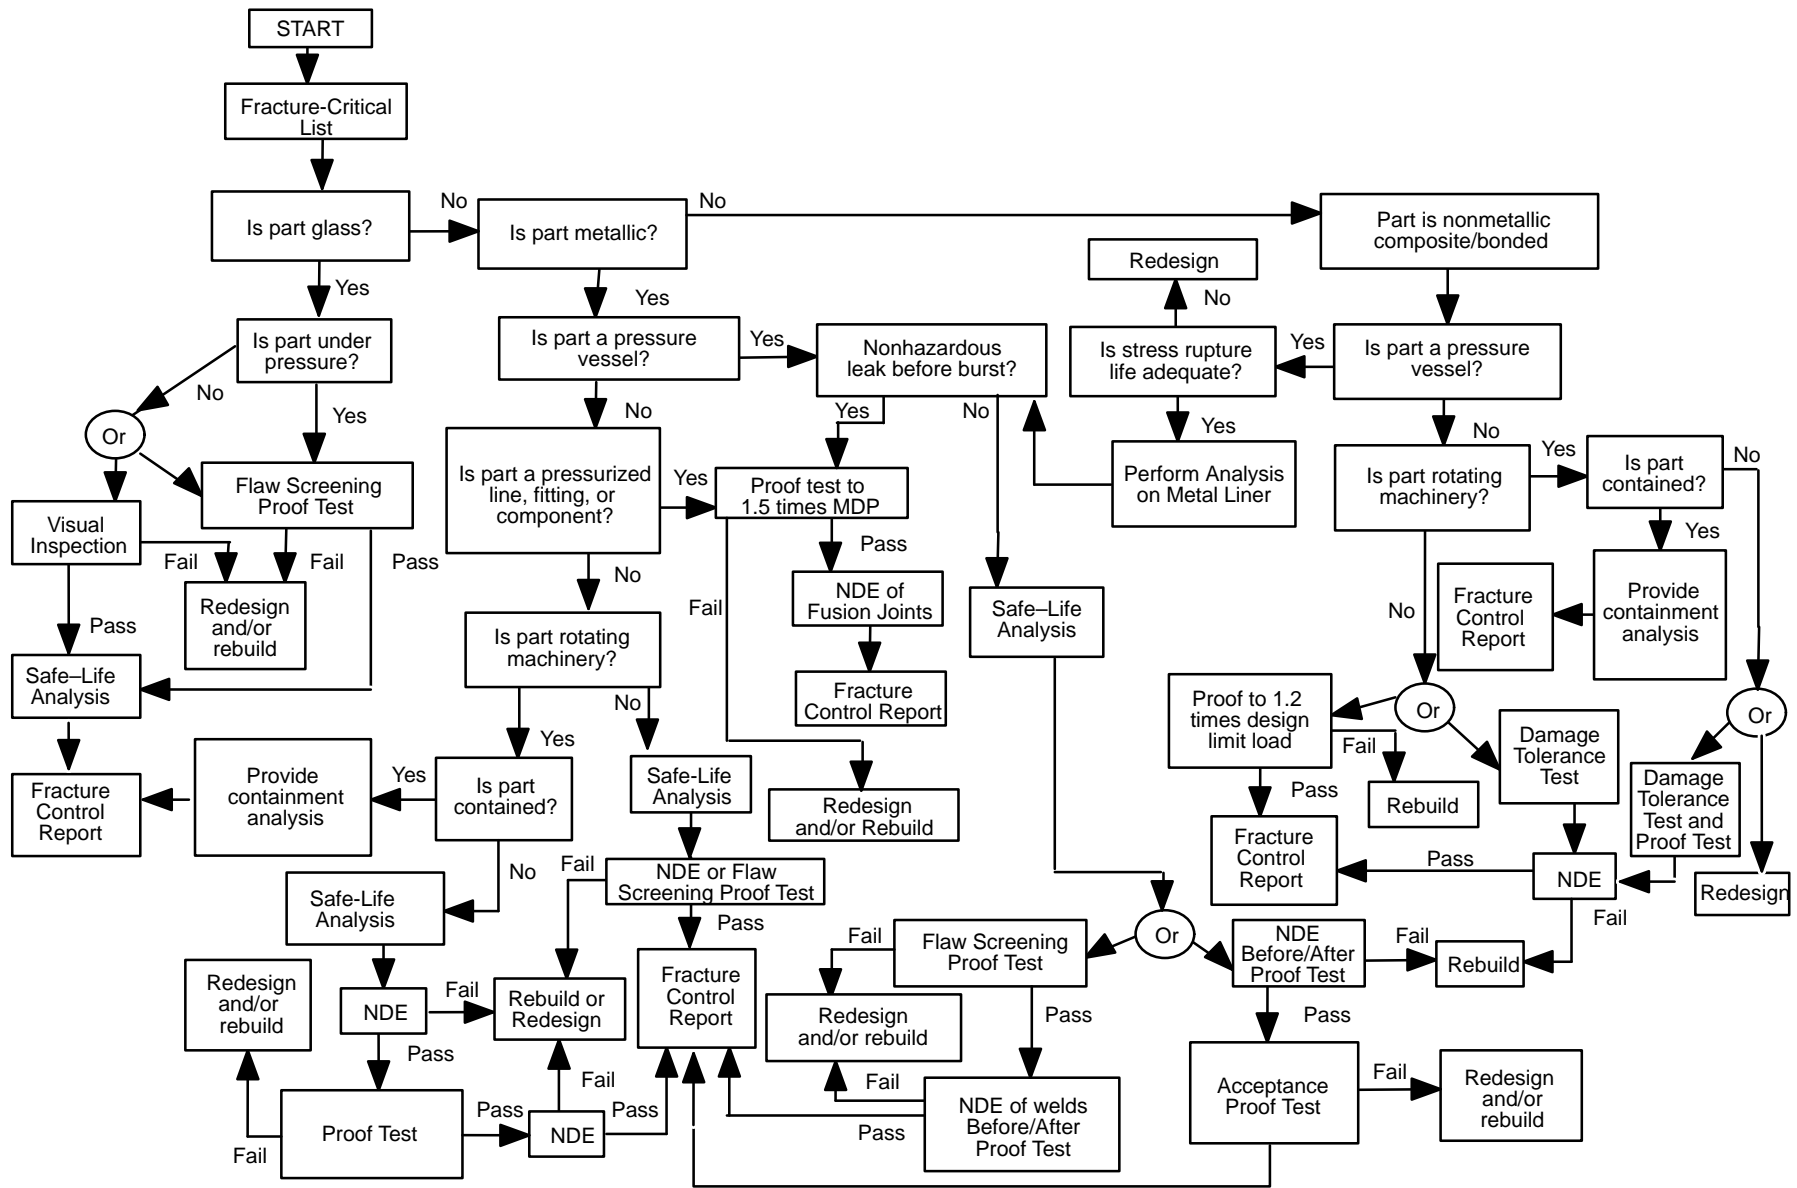 START
Fracture-Critical
List
Is part glass?
No
Is part metallic?
No
Part is nonmetallic
composite/bonded
Yes
Yes
Redesign
No
Is part under
pressure?
No
Yes
Or
Is part a pressure
vessel?
Yes
Nonhazardous
leak before burst?
Is stress rupture
life adequate?
Yes
Is part a pressure
vessel?
No
Yes
No
Yes
No
Flaw Screening
Proof Test
Visual
Inspection
Fail
Fail
Pass
Redesign
and/or
rebuild
Pass
Safe–Life
Analysis
Fracture
Control
Report
Is part a pressurized
line, fitting, or
component?
Yes
Proof test to
1.5 times MDP
Perform Analysis
on Metal Liner
Is part rotating
machinery?
Yes
Is part
contained?
No
Yes
No
Pass
Fail
NDE of
Fusion Joints
Fracture
Control Report
Redesign
and/or Rebuild
Safe–Life
Analysis
No
Fracture
Control
Report
Provide
containment
analysis
Is part rotating
machinery?
No
Yes
Provide
containment
analysis
Yes
Is part
contained?
Safe-Life
Analysis
No
Proof to 1.2
times design
limit load
Or
Fail
Pass
Rebuild
Damage
Tolerance
Test
Or
Damage
Tolerance
Test and
Proof Test
Redesign
Fracture
Control
Report
Pass
NDE
Fail
Safe-Life
Analysis
Fail
NDE or Flaw
Screening Proof Test
Pass
Redesign
and/or
rebuild
NDE
Fail
Rebuild or
Redesign
Fracture
Control
Report
Pass
Fail
Proof Test
Pass
NDE
Fail
Pass
Fail
Flaw Screening
Proof Test
Or
NDE
Before/After
Proof Test
Fail
Rebuild
Redesign
and/or rebuild
Pass
Pass
Fail
NDE of welds
Before/After
Proof Test
Pass
Acceptance
Proof Test
Fail
Redesign
and/or
rebuild